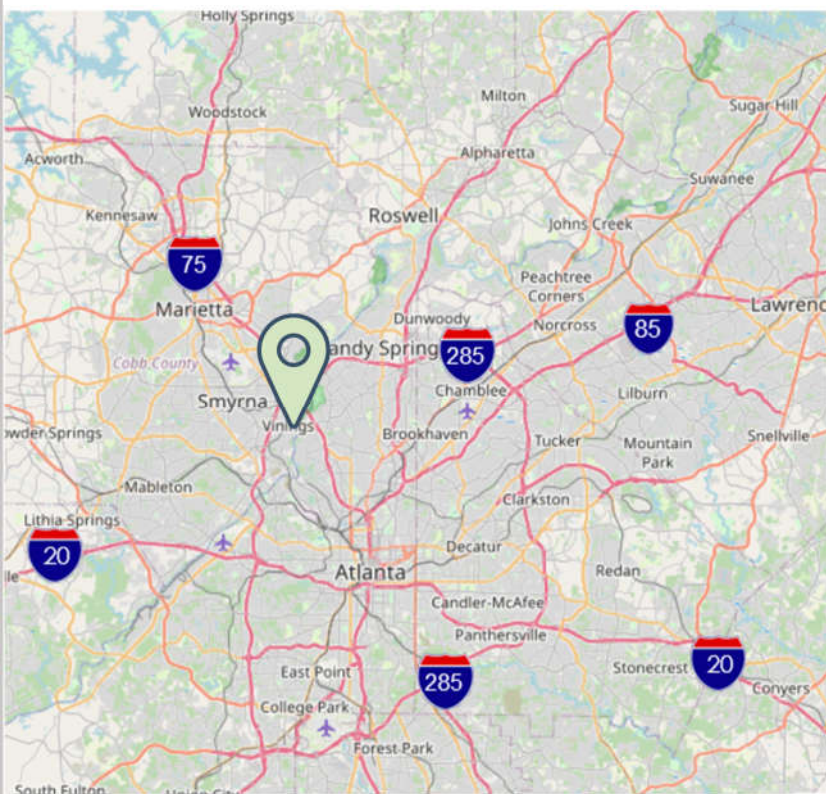 Holly Springs
Milton
Woodstock
Sugar Hill
Alpharetta
Acworth
Suwanee
Kennesaw
Roswell
Johns Creek
75
Peachtree
Corners
Marietta
Dunwoody
Lawrenc
Norcross
85
andy Spring
285
Cobb County
Chamblee
Smyrna
Lilburn
Vinings
owder Springs
Brookhaven
Tucker
Mountain
Park
Snellville
Mableton
Clarkston
Lithia Springs
20
Decatur
lle
Atlanta
Redan
Candler-McAfee
Panthersville
East Point
285
Stonecrest
20
Conyers
College Park
Forest Park
South Fulton
Union City